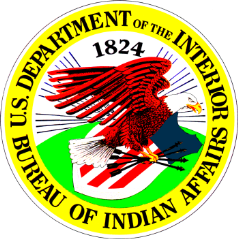 U.S. DEPARTMENT OF THE INTERIOR
1824
BUREAU OF INDIAN AFFAIRS